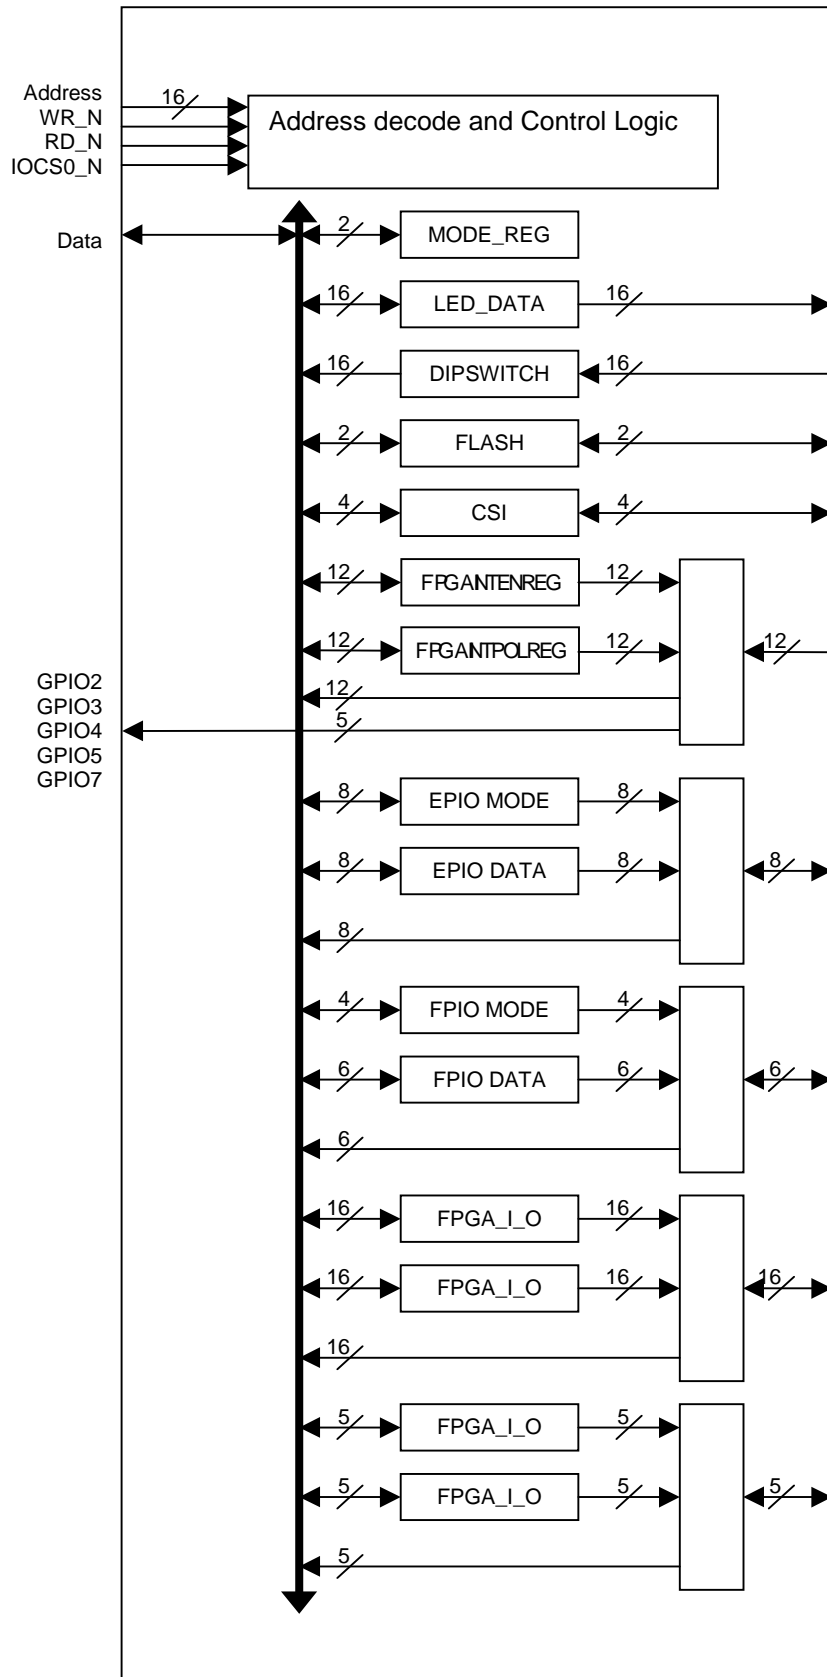 Address
WR_N
RD_N
IOCS0_N
16
Address decode and Control Logic
Data
2
MODE_REG
16
LED_DATA
16
16
DIPSWITCH
16
2
FLASH
2
4
CSI
4
12
FPGAINTENREG
12
12
FPGAINTPOLREG
12
12
12
5
GPIO2
GPIO3
GPIO4
GPIO5
GPIO7
8
EPIO MODE
8
8
EPIO DATA
8
8
8
4
FPIO MODE
4
6
FPIO DATA
6
6
6
16
FPGA_I_O
16
16
FPGA_I_O
16
16
16
5
FPGA_I_O
5
5
FPGA_I_O
5
5
5